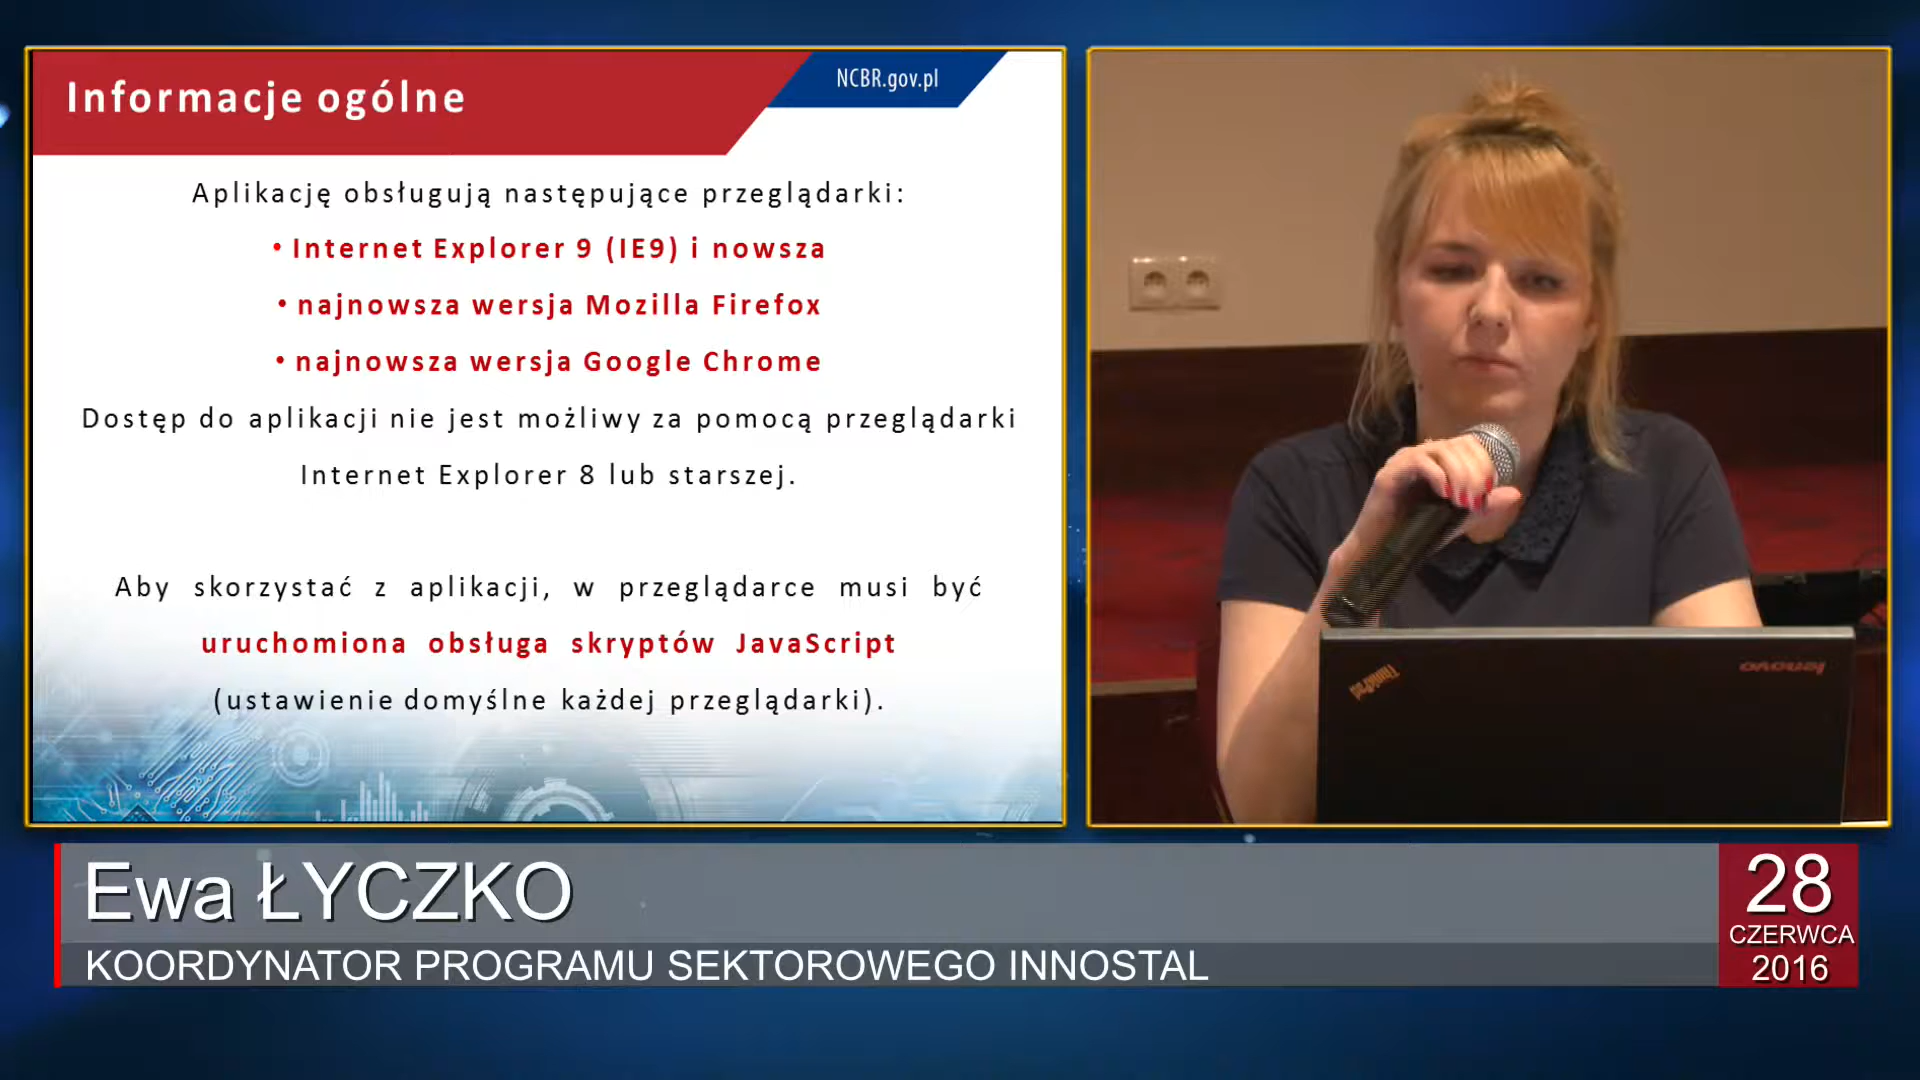 Informacje ogólne
NCBR.gov.pl
Aplikację obsługują następujące przeglądarki:
• Internet Explorer 9 (IE9) i nowsza
• najnowsza wersja Mozilla Firefox
• najnowsza wersja Google Chrome
Dostęp do aplikacji nie jest możliwy za pomocą przeglądarki
Internet Explorer 8 lub starszej.
Aby skorzystać z aplikacji, w przeglądarce musi być
uruchomiona obsługa skryptów JavaScript
(ustawienie domyślne każdej przeglądarki).
ThinkPad
lenovo
Ewa ŁYCZKO
KOORDYNATOR PROGRAMU SEKTOROWEGO INNOSTAL
28
CZERWCA
2016